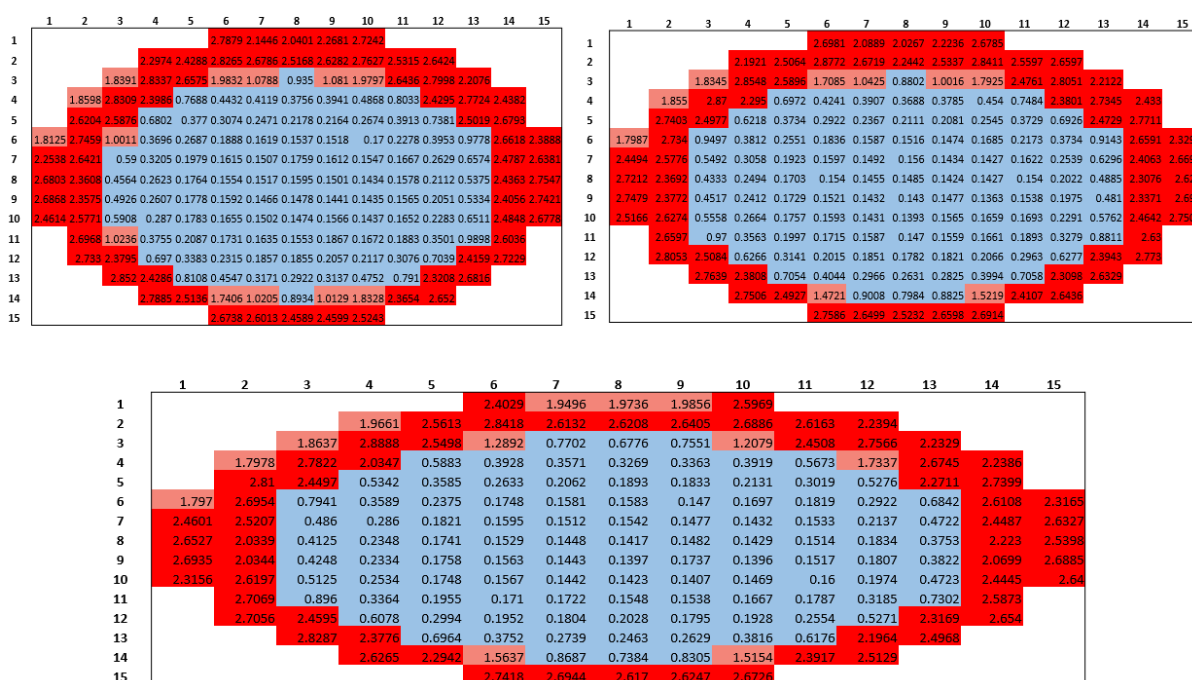 1 2 3 4 5 6 7 8 9 10 11 12 13 14 15
1 2.7879 2.1446 2.0401 2.2681 2.7242
2 2.2974 2.4288 2.8265 2.6786 2.5168 2.6282 2.7627 2.5315 2.6424
3 1.8391 2.8337 2.6575 1.9832 1.0788 0.935 1.081 1.9797 2.6436 2.7998 2.2076
4 1.8598 2.8309 2.3986 0.7688 0.4432 0.4119 0.3756 0.3941 0.4868 0.8033 2.4295 2.7724 2.4382
5 2.6204 2.5876 0.6802 0.377 0.3074 0.2471 0.2178 0.2164 0.2674 0.3913 0.7381 2.5019 2.6793
6 1.8125 2.7459 1.0011 0.3696 0.2687 0.1888 0.1619 0.1537 0.1518 0.17 0.2278 0.3953 0.9778 2.6618 2.3888
7 2.2538 2.6421 0.59 0.3205 0.1979 0.1615 0.1507 0.1759 0.1612 0.1547 0.1667 0.2629 0.6574 2.4787 2.6381
8 2.6803 2.3608 0.4564 0.2623 0.1764 0.1554 0.1517 0.1595 0.1501 0.1434 0.1578 0.2112 0.5375 2.4363 2.7547
9 2.6868 2.3575 0.4926 0.2607 0.1778 0.1592 0.1466 0.1478 0.1441 0.1435 0.1565 0.2051 0.5334 2.4056 2.7421
10 2.4614 2.5771 0.5908 0.287 0.1783 0.1655 0.1502 0.1474 0.1566 0.1437 0.1652 0.2283 0.6511 2.4848 2.6778
11 2.6968 1.0236 0.3755 0.2087 0.1731 0.1635 0.1553 0.1867 0.1672 0.1883 0.3501 0.9898 2.6036
12 2.733 2.3795 0.697 0.3383 0.2315 0.1857 0.1855 0.2057 0.2117 0.3076 0.7039 2.4159 2.7229
13 2.852 2.4286 0.8108 0.4547 0.3171 0.2922 0.3137 0.4752 0.791 2.3208 2.6816
14 2.7885 2.5136 1.7406 1.0205 0.8934 1.0129 1.8328 2.3654 2.652
15 2.6738 2.6013 2.4589 2.4599 2.5243
1 2 3 4 5 6 7 8 9 10 11 12 13 14 15
1 2.6981 2.0889 2.0267 2.2236 2.6785
2 2.1921 2.5064 2.8772 2.6719 2.2442 2.5337 2.8411 2.5597 2.6597
3 1.8345 2.8548 2.5896 1.7085 1.0425 0.8802 1.0016 1.7925 2.4761 2.8051 2.2122
4 1.855 2.87 2.295 0.6972 0.4241 0.3907 0.3688 0.3785 0.454 0.7484 2.3801 2.7345 2.433
5 2.7403 2.4977 0.6218 0.3734 0.2922 0.2367 0.2111 0.2081 0.2545 0.3729 0.6926 2.4729 2.7711
6 1.7987 2.734 0.9497 0.3812 0.2551 0.1836 0.1587 0.1516 0.1474 0.1685 0.2173 0.3734 0.9143 2.6591 2.329
7 2.4494 2.5776 0.5492 0.3058 0.1923 0.1597 0.1492 0.156 0.1434 0.1427 0.1622 0.2539 0.6296 2.4063 2.669
8 2.7212 2.3692 0.4333 0.2494 0.1703 0.154 0.1455 0.1485 0.1424 0.1427 0.154 0.2022 0.4885 2.3076 2.62
9 2.7479 2.3772 0.4517 0.2412 0.1729 0.1521 0.1432 0.143 0.1477 0.1363 0.1538 0.1975 0.481 2.3371 2.69
10 2.5166 2.6274 0.5558 0.2664 0.1757 0.1593 0.1431 0.1393 0.1565 0.1659 0.1693 0.2291 0.5762 2.4642 2.750
11 2.6597 0.97 0.3563 0.1997 0.1715 0.1587 0.147 0.1559 0.1661 0.1893 0.3279 0.8811 2.63
12 2.8053 2.5084 0.6266 0.3141 0.2015 0.1851 0.1782 0.1821 0.2066 0.2963 0.6277 2.3943 2.773
13 2.7639 2.3808 0.7054 0.4044 0.2966 0.2631 0.2825 0.3994 0.7058 2.3098 2.6329
14 2.7506 2.4927 1.4721 0.9008 0.7984 0.8825 1.5219 2.4107 2.6436
15 2.7586 2.6499 2.5232 2.6598 2.6914
1 2 3 4 5 6 7 8 9 10 11 12 13 14 15
1 2.4029 1.9496 1.9736 1.9856 2.5969
2 1.9661 2.5613 2.8418 2.6132 2.6208 2.6405 2.6886 2.6163 2.2394
3 1.8637 2.8888 2.5498 1.2892 0.7702 0.6776 0.7551 1.2079 2.4508 2.7566 2.2329
4 1.7978 2.7822 2.0347 0.5883 0.3928 0.3571 0.3269 0.3363 0.3919 0.5673 1.7337 2.6745 2.2386
5 2.81 2.4497 0.5342 0.3585 0.2633 0.2062 0.1893 0.1833 0.2131 0.3019 0.5276 2.2711 2.7399
6 1.797 2.6954 0.7941 0.3589 0.2375 0.1748 0.1581 0.1583 0.147 0.1697 0.1819 0.2922 0.6842 2.6108 2.3165
7 2.4601 2.5207 0.486 0.286 0.1821 0.1595 0.1512 0.1542 0.1477 0.1432 0.1533 0.2137 0.4722 2.4487 2.6327
8 2.6527 2.0339 0.4125 0.2348 0.1741 0.1529 0.1448 0.1417 0.1482 0.1429 0.1514 0.1834 0.3753 2.223 2.5398
9 2.6935 2.0344 0.4248 0.2334 0.1758 0.1563 0.1443 0.1397 0.1737 0.1396 0.1517 0.1807 0.3822 2.0699 2.6885
10 2.3156 2.6197 0.5125 0.2534 0.1748 0.1567 0.1442 0.1423 0.1407 0.1469 0.16 0.1974 0.4723 2.4445 2.64
11 2.7069 0.896 0.3364 0.1955 0.171 0.1722 0.1548 0.1538 0.1667 0.1787 0.3185 0.7302 2.5873
12 2.7056 2.4595 0.6078 0.2994 0.1952 0.1804 0.2028 0.1795 0.1928 0.2554 0.5271 2.3169 2.654
13 2.8287 2.3776 0.6964 0.3752 0.2739 0.2463 0.2629 0.3816 0.6176 2.1964 2.4968
14 2.6265 2.2942 1.5637 0.8687 0.7384 0.8305 1.5154 2.3917 2.5129
15 2.7418 2.6944 2.617 2.6247 2.6726